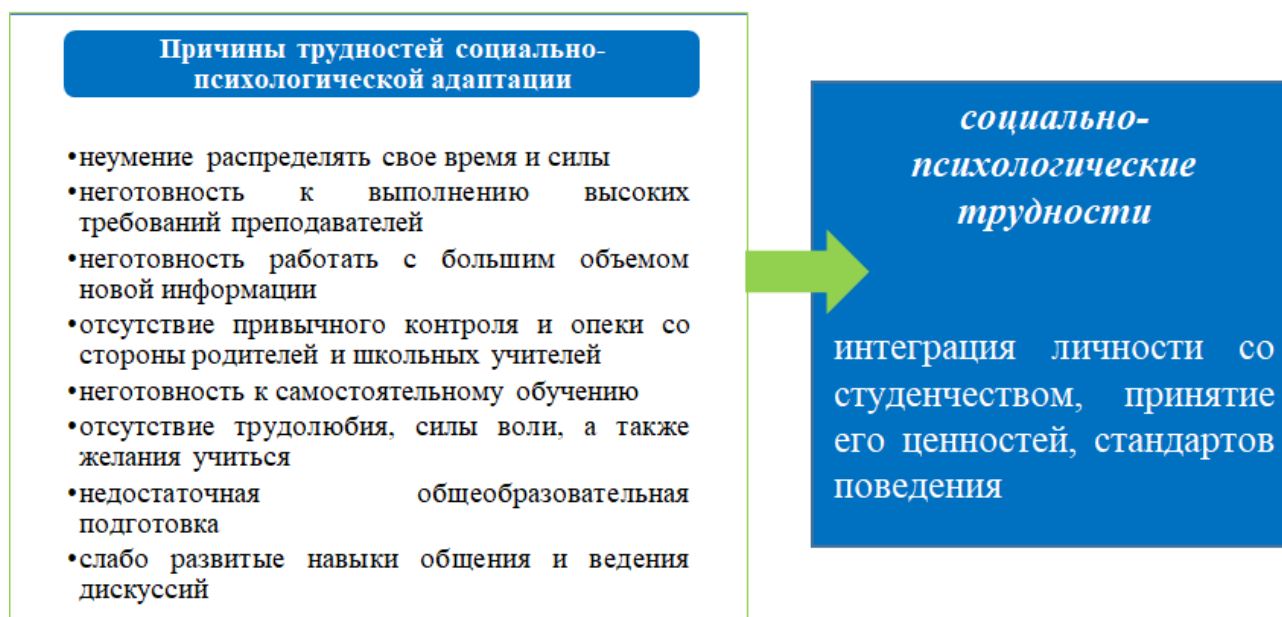 Причины трудностей социально-
психологической адаптации
•неумение распределять свое время и силы
•неготовность к выполнению высоких
требований преподавателей
•неготовность работать с большим объемом
новой информации
•отсутствие привычного контроля и опеки со
стороны родителей и школьных учителей
•неготовность к самостоятельному обучению
•отсутствие трудолюбия, силы воли, а также
желания учиться
•недостаточная общеобразовательная
подготовка
•слабо развитые навыки общения и ведения
дискуссий
социально-
психологические
трудности
интеграция личности со
студенчеством, принятие
его ценностей, стандартов
поведения